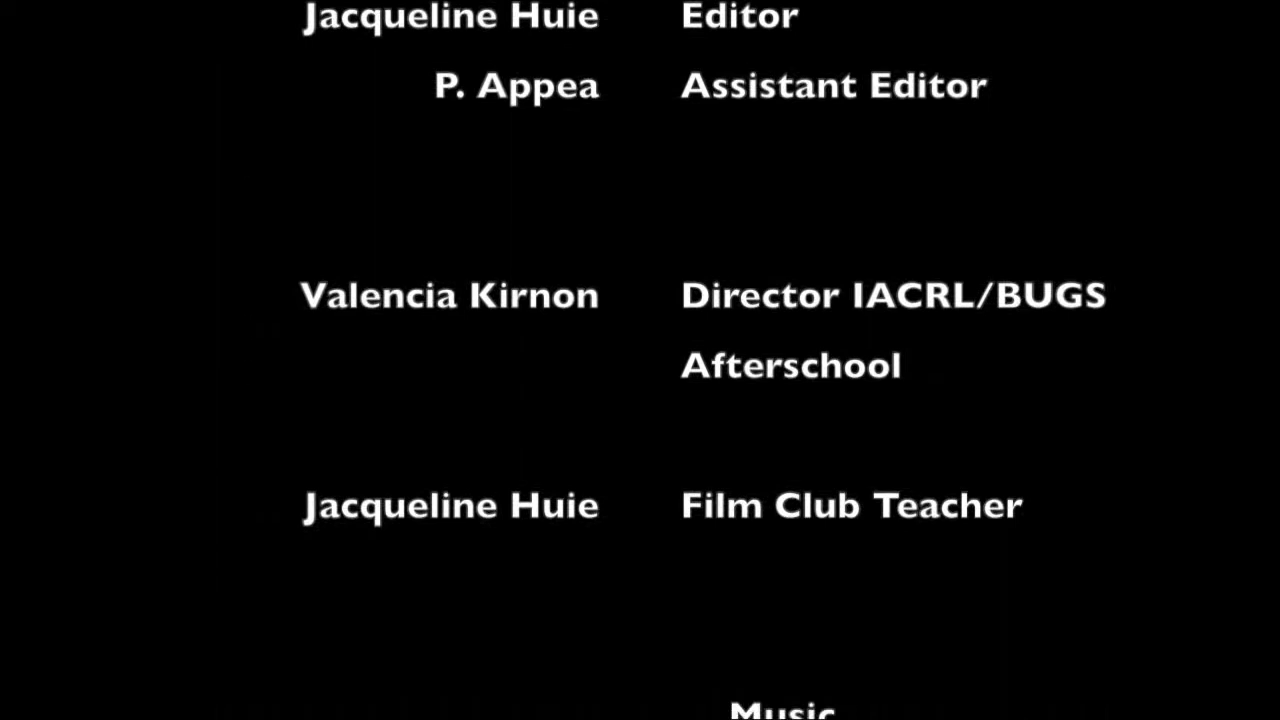 Jacqueline Huie Editor
P. Appea Assistant Editor
Valencia Kirnon Director IACRL/BUGS
Afterschool
Jacqueline Huie Film Club Teacher
Music